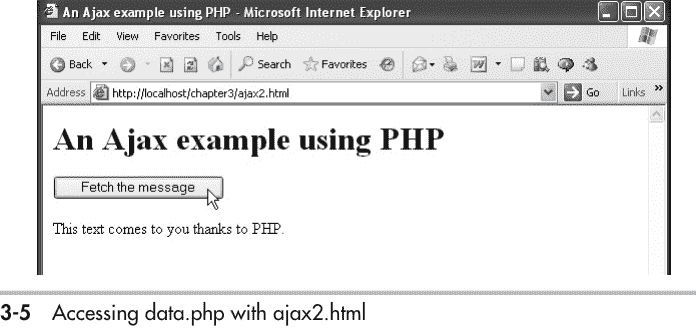 An Ajax example using PHP - Microsoft Internet Explorer
File Edit View Favorites Tools Help
Back Search Favorites
Address http://localhost/chapter3/ajax2.html Go Links »
An Ajax example using PHP
Fetch the message
This text comes to you thanks to PHP.
3-5 Accessing data.php with ajax2.html